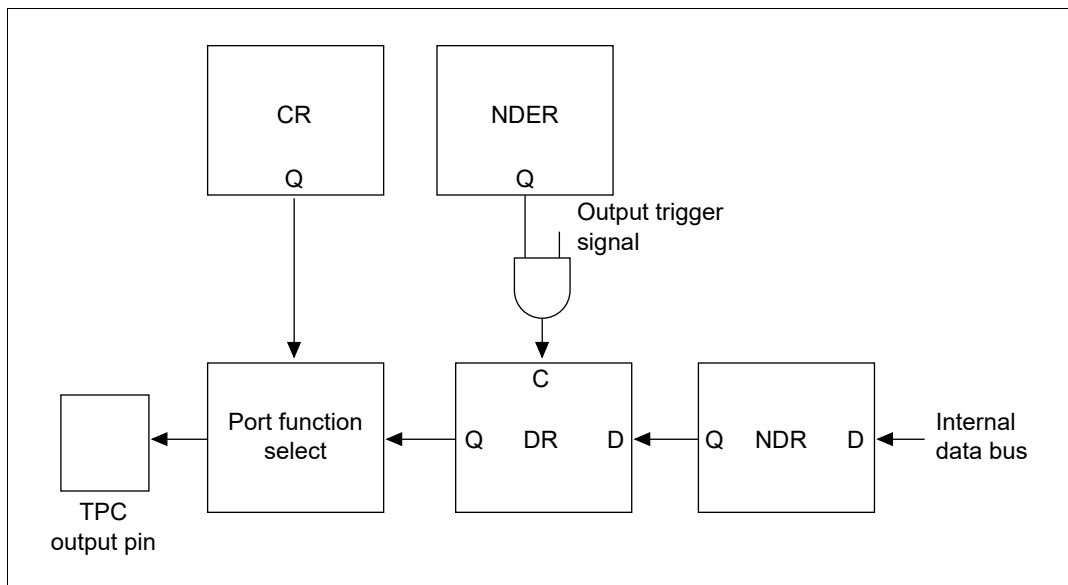 CR
Q
NDER
Q
Output trigger
signal
Port function
select
C
Q DR D
Q NDR D
Internal
data bus
TPC
output pin